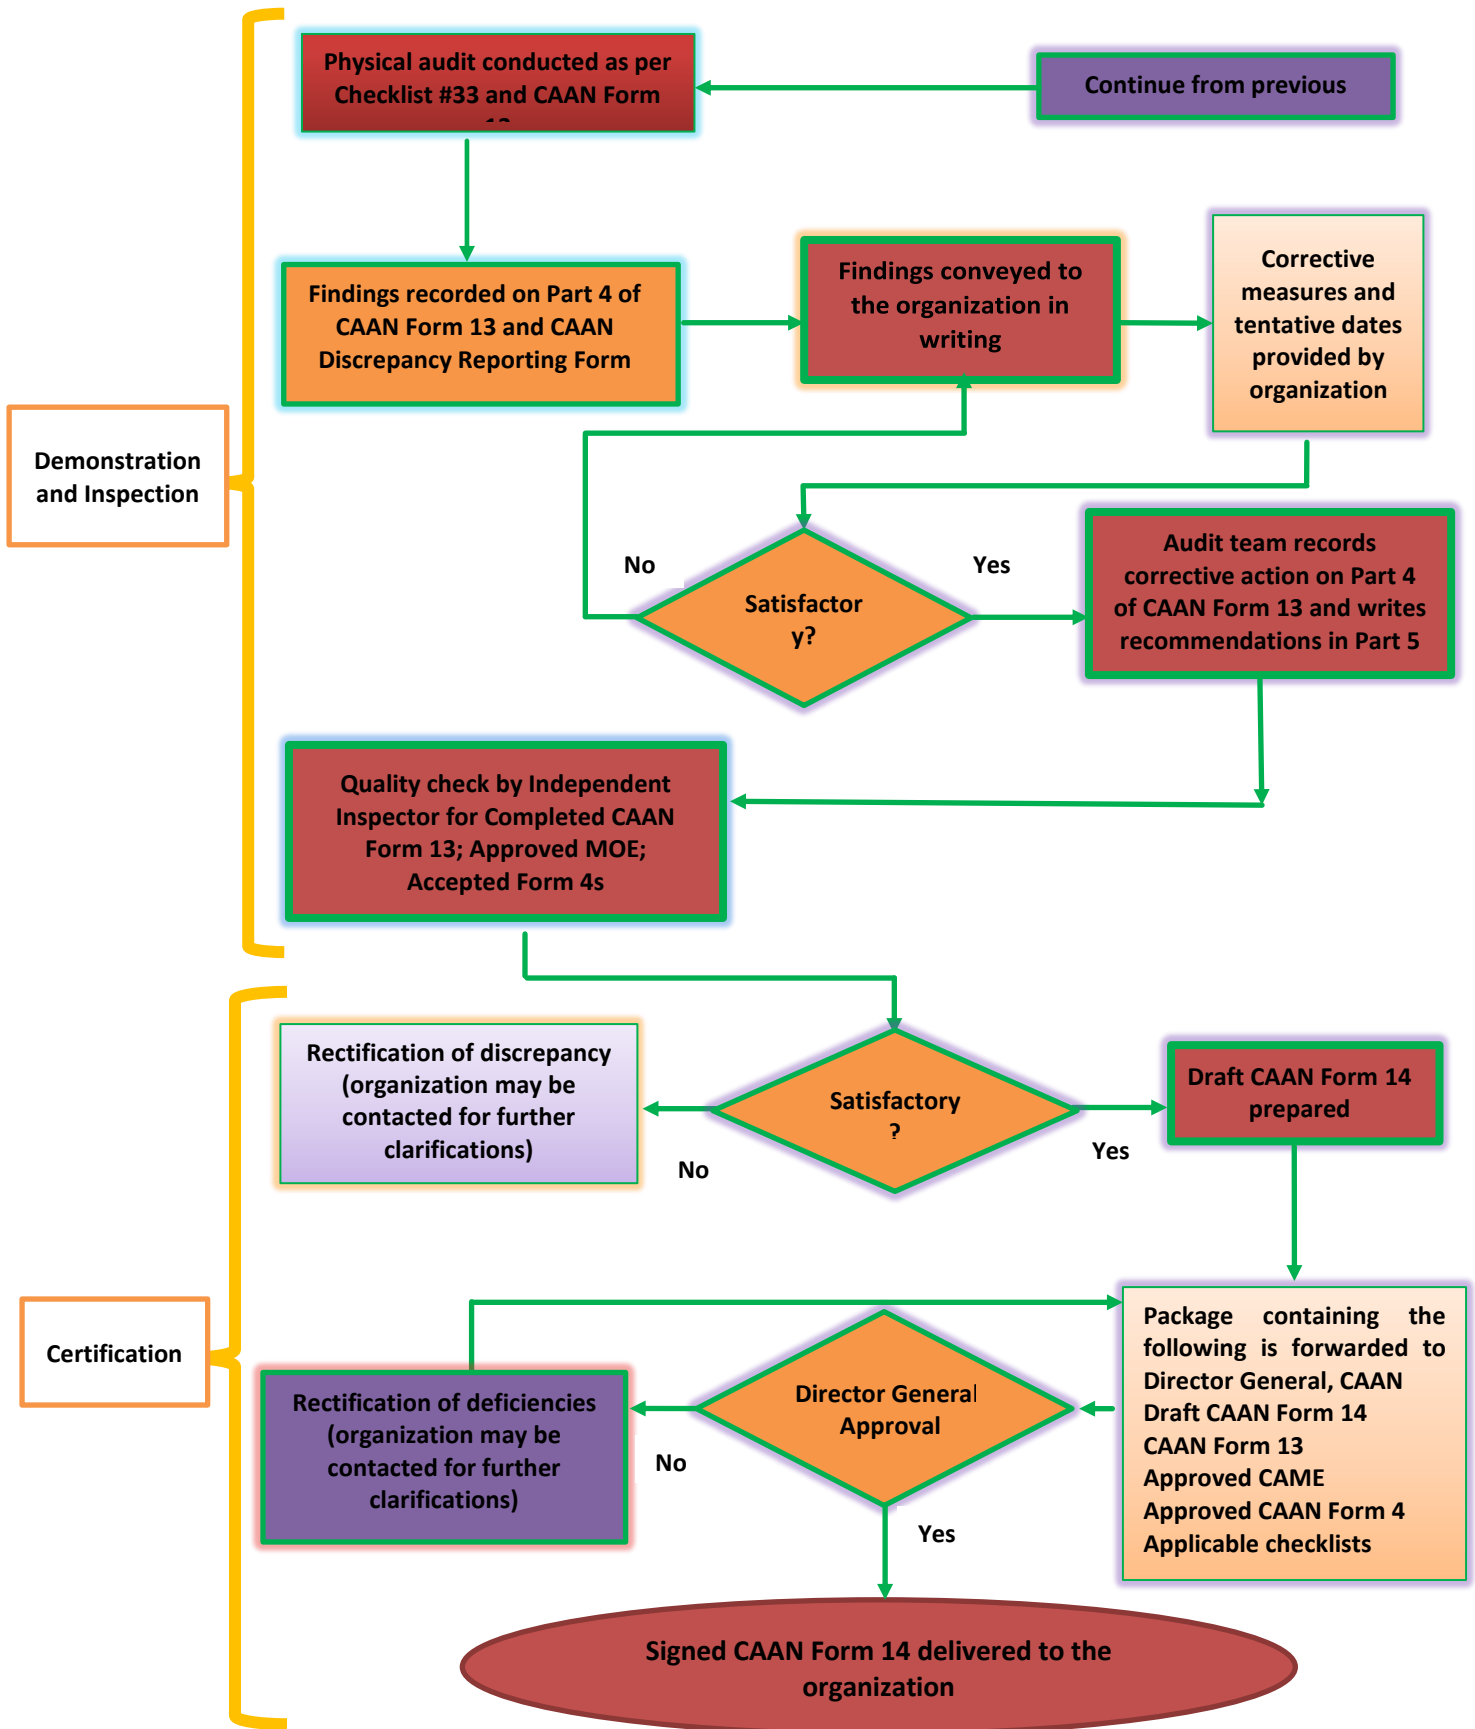 Physical audit conducted as per
Checklist #33 and CAAN Form
Continue from previous
Findings recorded on Part 4 of
CAAN Form 13 and CAAN
Discrepancy Reporting Form
Findings conveyed to
the organization in
writing
Corrective
measures and
tentative dates
provided by
organization
Demonstration
and Inspection
No
Satisfactor
y?
Yes
Audit team records
corrective action on Part 4
of CAAN Form 13 and writes
recommendations in Part 5
Quality check by Independent
Inspector for Completed CAAN
Form 13; Approved MOE;
Accepted Form 4s
Rectification of discrepancy
(organization may be
contacted for further
clarifications)
No
Satisfactory
?
Yes
Draft CAAN Form 14
prepared
Certification
Rectification of deficiencies
(organization may be
contacted for further
clarifications)
No
Director General
Approval
Yes
Package containing the
following is forwarded to
Director General, CAAN
Draft CAAN Form 14
CAAN Form 13
Approved CAME
Approved CAAN Form 4
Applicable checklists
Signed CAAN Form 14 delivered to the
organization